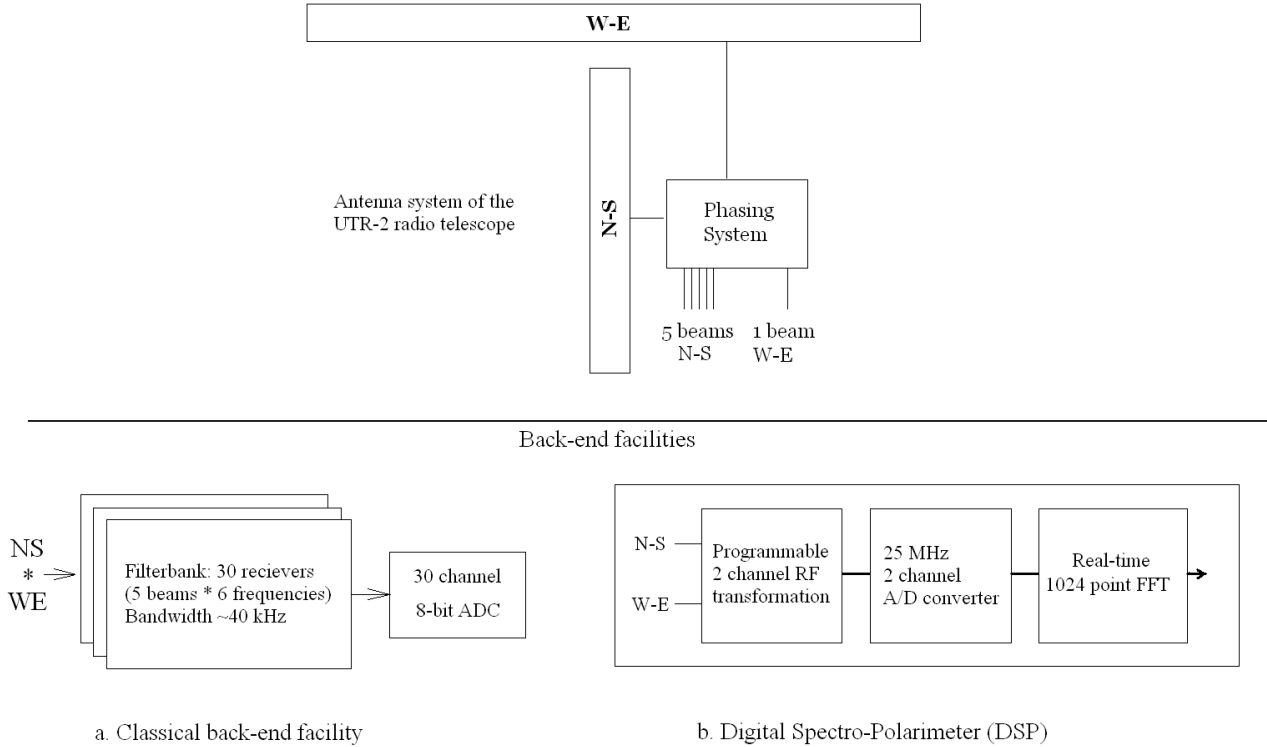 W-E
N-S
Antenna system of the
UTR-2 radio telescope
Phasing
System
5 beams
N-S
1 beam
W-E
Back-end facilities
NS
*
WE
Filterbank: 30 recievers
(5 beams * 6 frequencies)
Bandwidth ~40 kHz
30 channel
8-bit ADC
N-S
W-E
Programmable
2 channel RF
transformation
25 MHz
2 channel
A/D converter
Real-time
1024 point FFT
a. Classical back-end facility
b. Digital Spectro-Polarimeter (DSP)